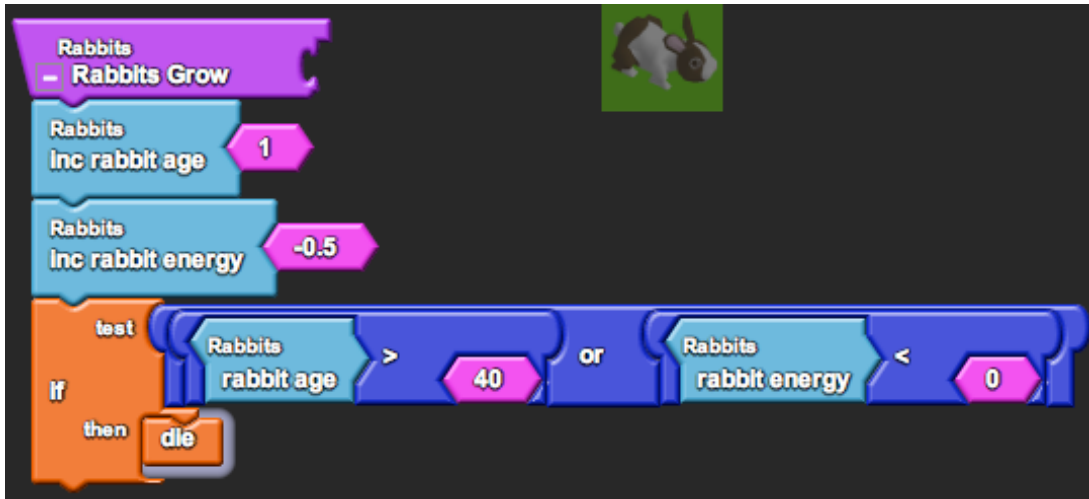 Rabbits
Rabbits Grow
Rabbits
inc rabbit age
1
Rabbits
inc rabbit energy
-0.5
if
test
Rabbits
rabbit age
>
40
or
Rabbits
rabbit energy
<
0
then
die